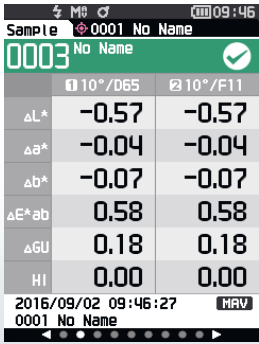 M 09:46
Sample 0001 No Name
0003 No Name
1 10°/D65 2 10°/F11
ΔL* -0.57 -0.57
Δa* -0.04 -0.04
Δb* -0.07 -0.07
ΔE*ab 0.58 0.58
ΔGU 0.18 0.18
HI 0.00 0.00
2016/09/02 09:46:27 MAV
0001 No Name